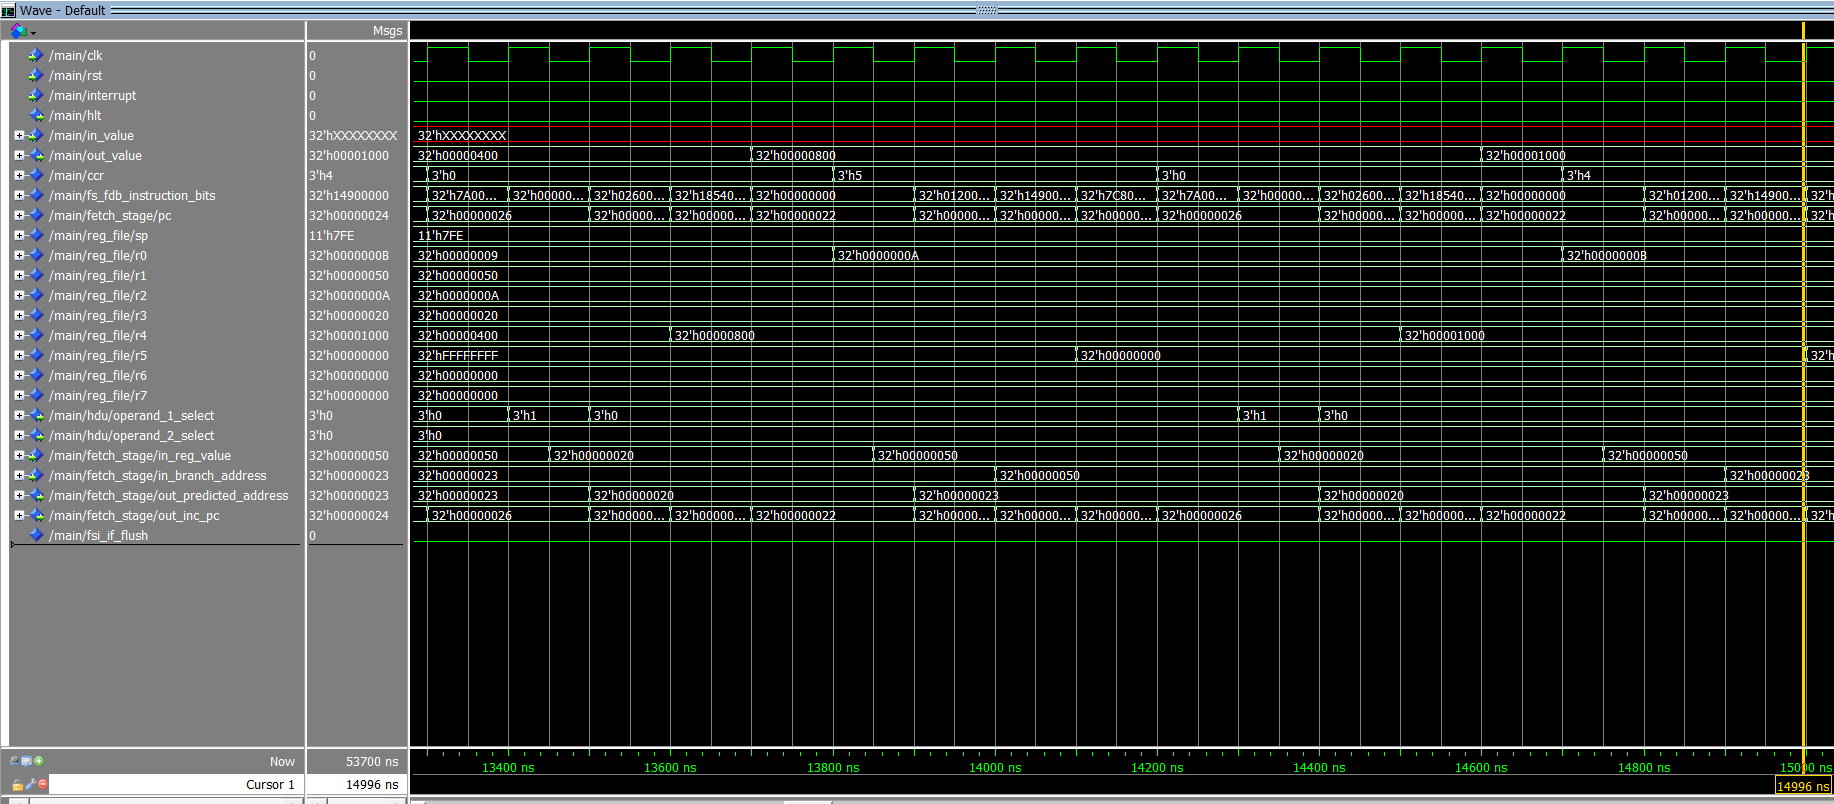 Wave - Default
Msgs
/main/clk 0
/main/rst 0
/main/interrupt 0
/main/hlt 0
/main/in_value 32'hXXXXXXXX 32'hXXXXXXXX
/main/out_value 32'h00001000 32'h00000400 32'h00000800 32'h00001000
/main/ccr 3'h4 3'h0 3'h5 3'h0 3'h4
/main/fs_fdb_instruction_bits 32'h14900000 32'h7A00... 32'h00000... 32'h02600... 32'h18540... 32'h00000000 32'h01200... 32'h14900... 32'h7C80... 32'h7A00... 32'h00000... 32'h02600... 32'h18540... 32'h00000000 32'h01200... 32'h14900... 32'h
/main/fetch_stage/pc 32'h00000024 32'h00000026 32'h00000... 32'h00000... 32'h00000022 32'h00000... 32'h00000... 32'h00000... 32'h00000026 32'h00000... 32'h00000... 32'h00000022 32'h00000... 32'h00000... 32'h
/main/reg_file/sp 11'h7FE 11'h7FE
/main/reg_file/r0 32'h0000000B 32'h00000009 32'h0000000A 32'h0000000B
/main/reg_file/r1 32'h00000050 32'h00000050
/main/reg_file/r2 32'h0000000A 32'h0000000A
/main/reg_file/r3 32'h00000020 32'h00000020
/main/reg_file/r4 32'h00001000 32'h00000400 32'h00000800 32'h00001000
/main/reg_file/r5 32'h00000000 32'hFFFFFFFF 32'h00000000 32'h
/main/reg_file/r6 32'h00000000 32'h00000000
/main/reg_file/r7 32'h00000000 32'h00000000
/main/hdu/operand_1_select 3'h0 3'h0 3'h1 3'h0 3'h1 3'h0
/main/hdu/operand_2_select 3'h0 3'h0
/main/fetch_stage/in_reg_value 32'h00000050 32'h00000050 32'h00000020 32'h00000050 32'h00000020 32'h00000050
/main/fetch_stage/in_branch_address 32'h00000023 32'h00000023 32'h00000050 32'h00000023
/main/fetch_stage/out_predicted_address 32'h00000023 32'h00000023 32'h00000020 32'h00000023 32'h00000020 32'h00000023
/main/fetch_stage/out_inc_pc 32'h00000024 32'h00000026 32'h00000... 32'h00000... 32'h00000022 32'h00000... 32'h00000... 32'h00000... 32'h00000026 32'h00000... 32'h00000... 32'h00000022 32'h00000... 32'h00000... 32'h
/main/fsi_if_flush 0
Now 53700 ns 13400 ns 13600 ns 13800 ns 14000 ns 14200 ns 14400 ns 14600 ns 14800 ns 15000 ns
Cursor 1 14996 ns 14996 ns